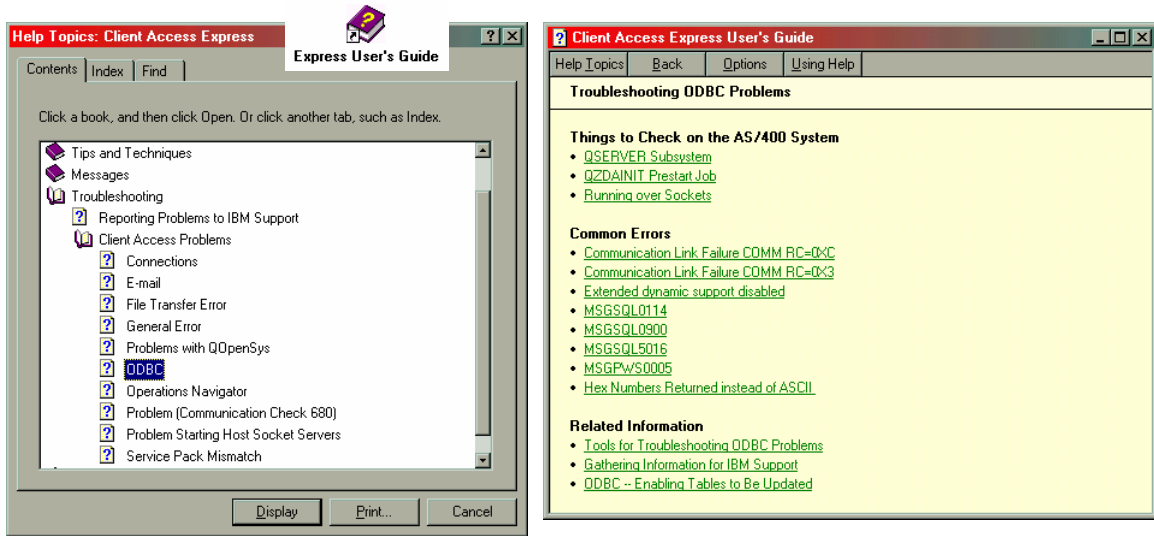 Help Topics: Client Access Express
Express User's Guide
Contents
Index
Find
Click a book, and then click Open. Or click another tab, such as Index.
Tips and Techniques
Messages
Troubleshooting
Reporting Problems to IBM Support
Client Access Problems
Connections
E-mail
File Transfer Error
General Error
Problems with QOpenSys
ODBC
Operations Navigator
Problem (Communication Check 680)
Problem Starting Host Socket Servers
Service Pack Mismatch
Display
Print...
Cancel
Client Access Express User's Guide
Help Topics
Back
Options
Using Help
Troubleshooting ODBC Problems
Things to Check on the AS/400 System
• QSERVER Subsystem
• QZDAINIT Prestart Job
• Running over Sockets
Common Errors
• Communication Link Failure COMM RC=0XC
• Communication Link Failure COMM RC=0X3
• Extended dynamic support disabled
• MSGSQL0114
• MSGSQL0900
• MSGSQL5016
• MSGPWS0005
• Hex Numbers Returned instead of ASCII
Related Information
• Tools for Troubleshooting ODBC Problems
• Gathering Information for IBM Support
• ODBC -- Enabling Tables to Be Updated